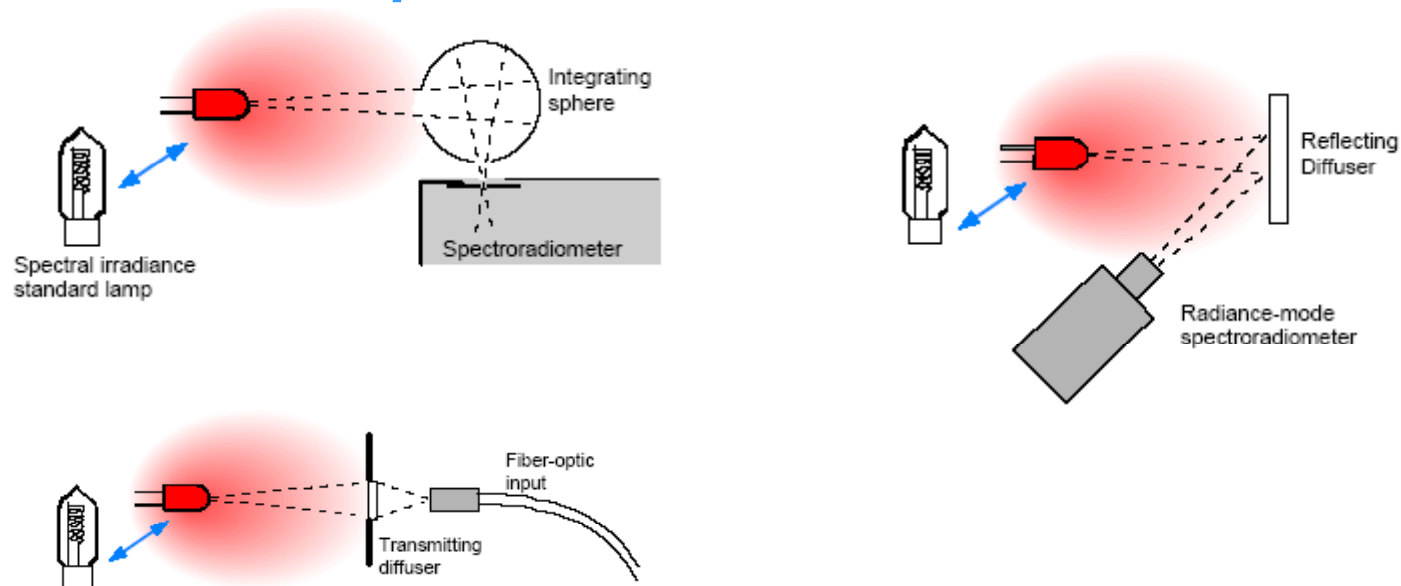 Integrating
sphere
Spectroradiometer
Spectral irradiance
standard lamp
Reflecting
Diffuser
Radiance-mode
spectroradiometer
Fiber-optic
input
Transmitting
diffuser